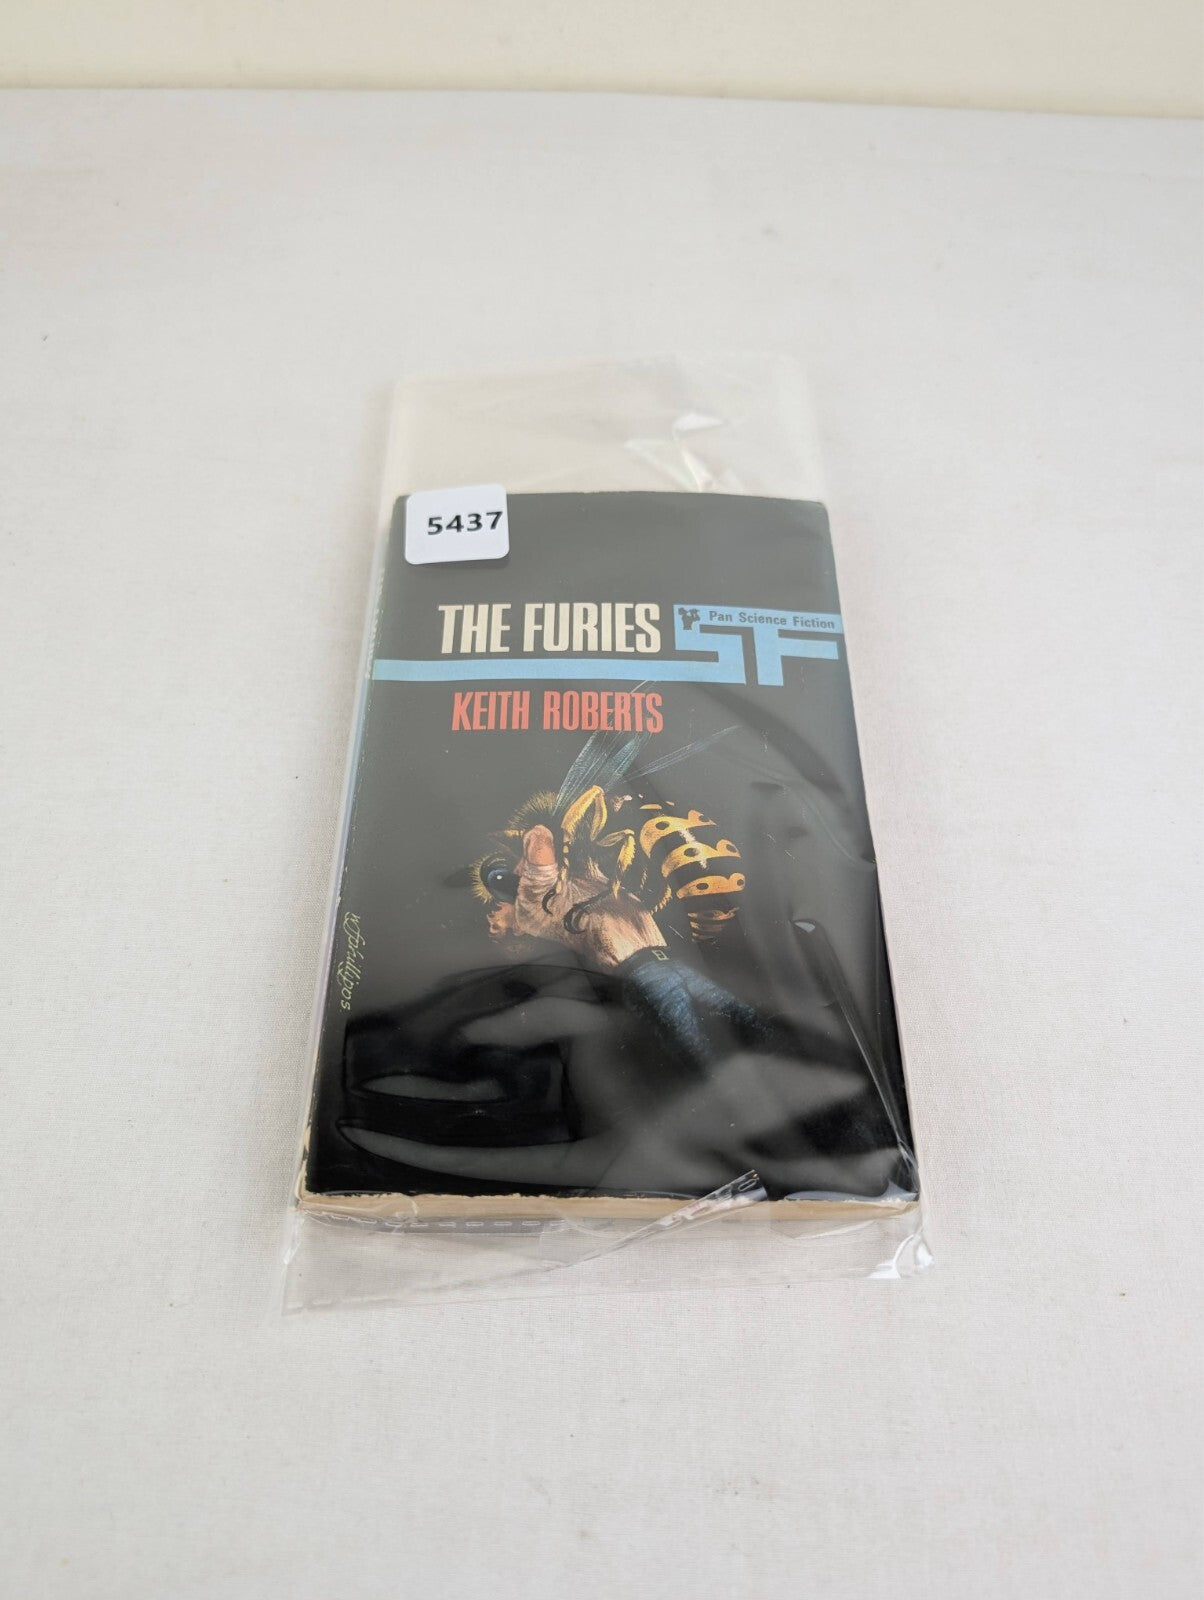 5437
THE FURIES
Pan Science Fiction
SF
KEITH ROBERTS